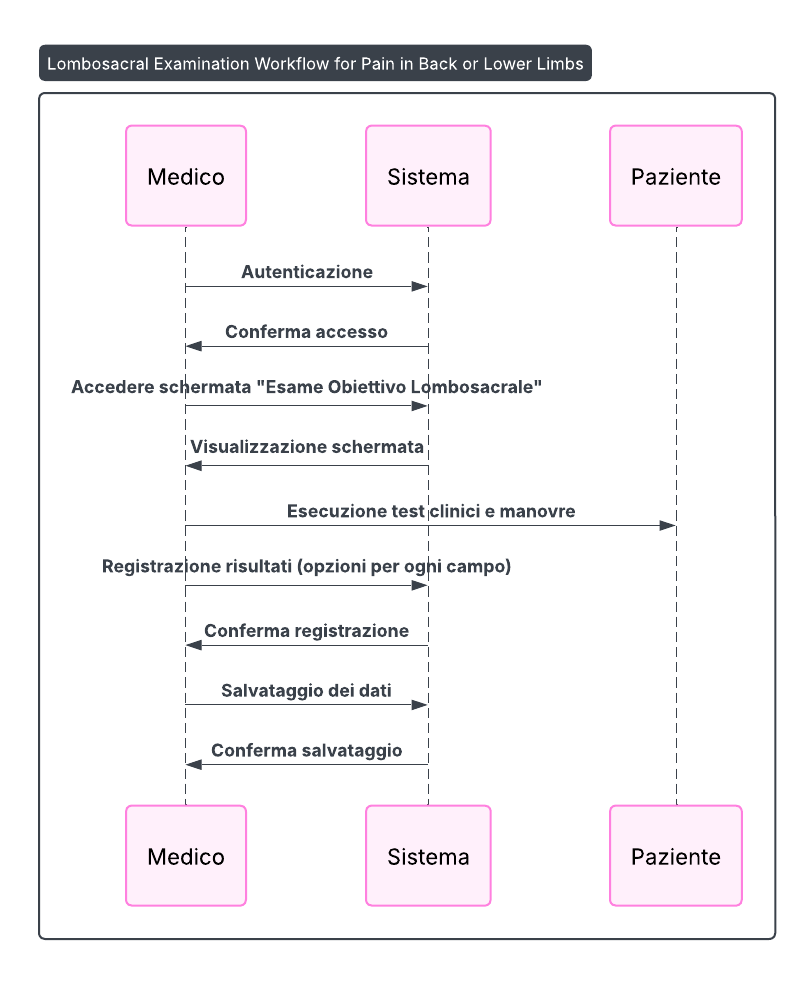 Lombosacral Examination Workflow for Pain in Back or Lower Limbs
Medico
Sistema
Paziente
Autenticazione
Conferma accesso
Accedere schermata "Esame Obiettivo Lombosacrale"
Visualizzazione schermata
Esecuzione test clinici e manovre
Registrazione risultati (opzioni per ogni campo)
Conferma registrazione
Salvataggio dei dati
Conferma salvataggio
Medico
Sistema
Paziente